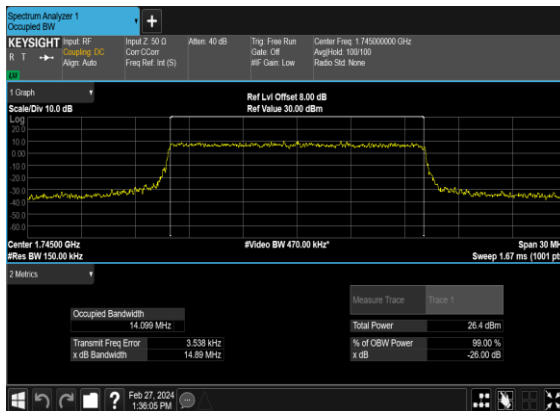 Spectrum Analyzer 1
Occupied BW
KEYSIGHT
R T
Input: RF
Coupling: DC
Align: Auto
Input Z: 50 Ω
Corr CCorr
Freq Ref: Int (S)
Atten: 40 dB
Trig: Free Run
Gate: Off
#IF Gain: Low
Center Freq: 1.745000000 GHz
Avg|Hold: 100/100
Radio Std: None
1 Graph
Scale/Div 10.0 dB
Ref Lvl Offset 8.00 dB
Ref Value 30.00 dBm
Log
20.0
10.0
0.00
-10.0
-20.0
-30.0
-40.0
-50.0
-60.0
Center 1.74500 GHz
#Res BW 150.00 kHz
#Video BW 470.00 kHz*
Span 30 MH
Sweep 1.67 ms (1001 pt
2 Metrics
Occupied Bandwidth
14.099 MHz
Transmit Freq Error 3.538 kHz
x dB Bandwidth 14.89 MHz
Measure Trace Trace 1
Total Power 26.4 dBm
% of OBW Power 99.00 %
x dB -26.00 dB
?
Feb 27, 2024
1:36:05 PM